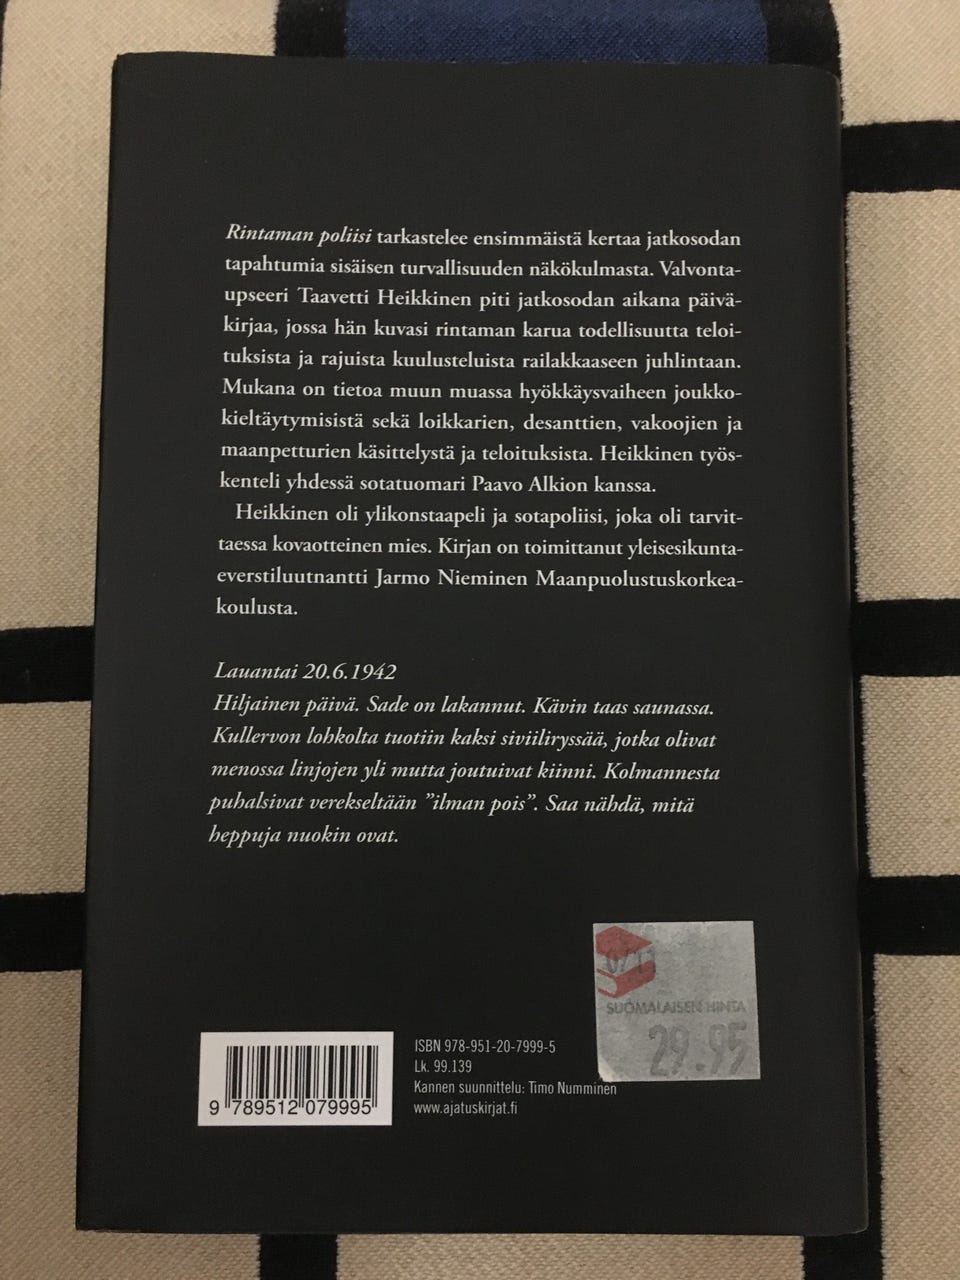 Rintaman poliisi tarkastelee ensimmäistä kertaa jatkosodan
tapahtumia sisäisen turvallisuuden näkökulmasta. Valvonta-
upseeri Taavetti Heikkinen piti jatkosodan aikana päivä-
kirjaa, jossa hän kuvasi rintaman karua todellisuutta teloi-
tuksista ja rajuista kuulusteluista railakkaaseen juhlintaan.
Mukana on tietoa muun muassa hyökkäysvaiheen joukko-
kieltäytymisistä sekä loikkarien, desanttien, vakoojien ja
maanpetturien käsittelystä ja teloituksista. Heikkinen työs-
kenteli yhdessä sotatuomari Paavo Alkion kanssa.
Heikkinen oli ylikonstaapeli ja sotapoliisi, joka oli tarvit-
taessa kovaotteinen mies. Kirjan on toimittanut yleisesikunta-
everstiluutnantti Jarmo Nieminen Maanpuolustuskorkea-
koulusta.
Lauantai 20.6.1942
Hiljainen päivä. Sade on lakannut. Kävin taas saunassa.
Kullervon lohkolta tuotiin kaksi siviiliryssää, jotka olivat
menossa linjojen yli mutta joutuivat kiinni. Kolmannesta
puhalsivat verekseltään ”ilman pois”. Saa nähdä, mitä
heppuja nuokin ovat.
SUOMALAISEN HINTA
29.95
9 789512 079995
ISBN 978-951-20-7999-5
Lk. 99.139
Kannen suunnittelu: Timo Numminen
www.ajatuskirjat.fi